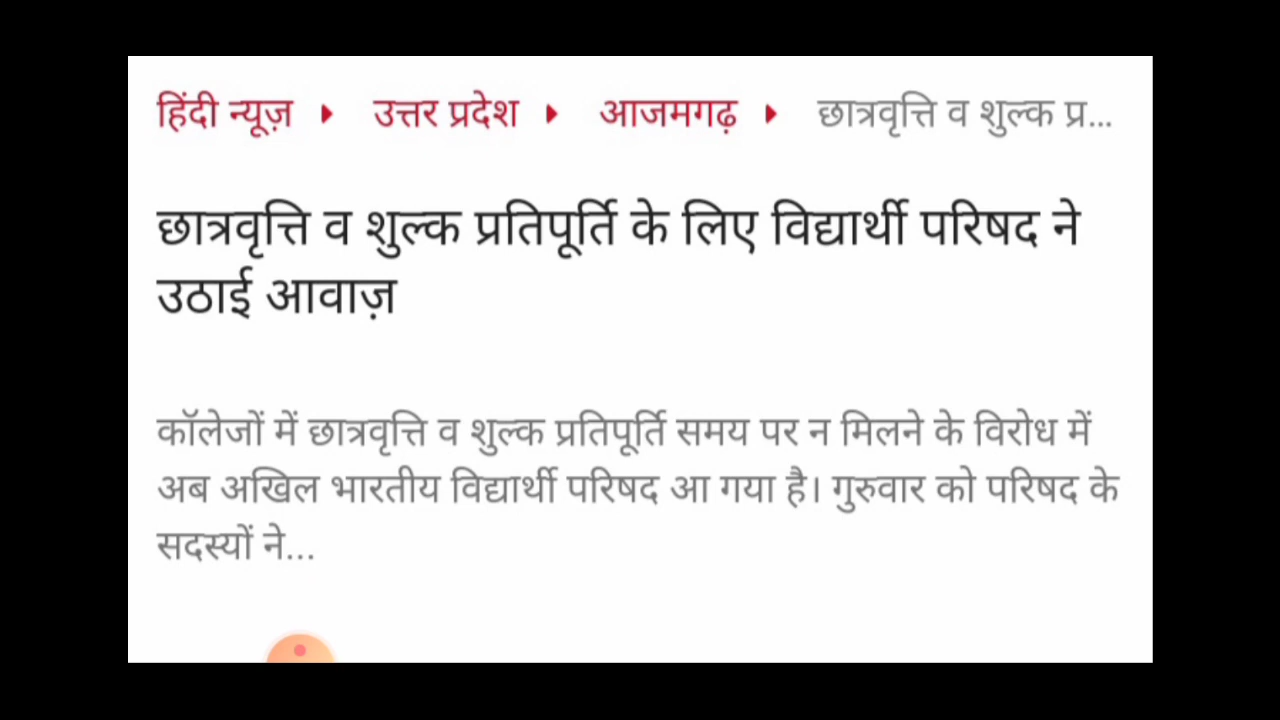 हिंदी न्यूज़ ▸ उत्तर प्रदेश ▸ आजमगढ़ ▸ छात्रवृत्ति व शुल्क प्र...
छात्रवृत्ति व शुल्क प्रतिपूर्ति के लिए विद्यार्थी परिषद ने
उठाई आवाज़
कॉलेजों में छात्रवृत्ति व शुल्क प्रतिपूर्ति समय पर न मिलने के विरोध में
अब अखिल भारतीय विद्यार्थी परिषद आ गया है। गुरुवार को परिषद के
सदस्यों ने...